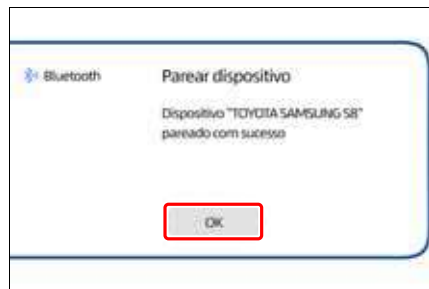 Bluetooth
Parear dispositivo
Dispositivo "TOYOTA SAMSUNG S8"
pareado com sucesso
OK